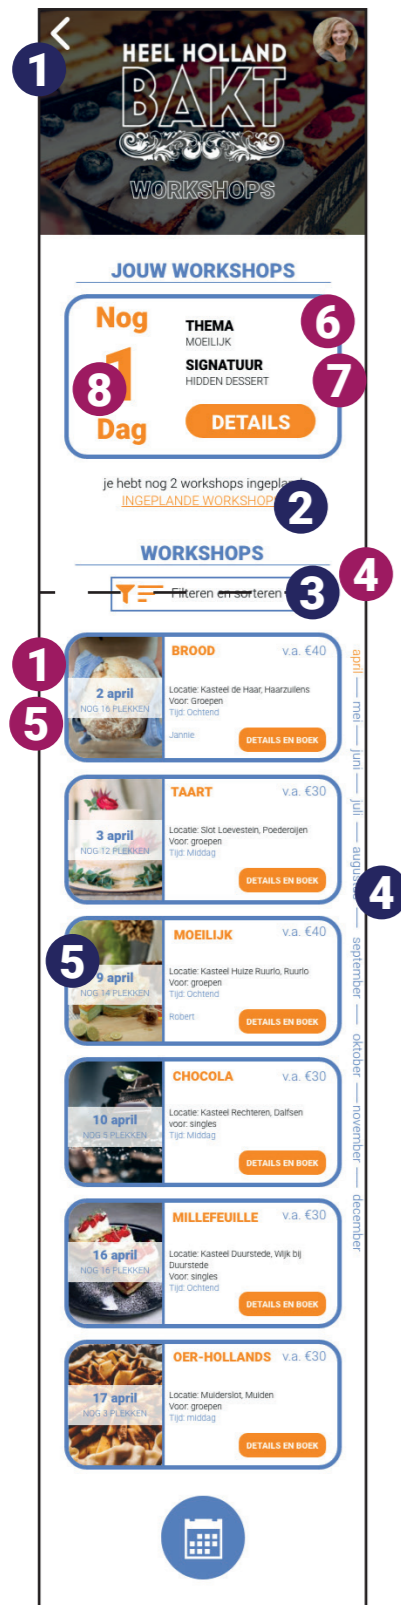 1
HEEL HOLLAND
BAKT
WORKSHOPS
JOUW WORKSHOPS
Nog
1
Dag
8
THEMA
MOEILIJK
6
SIGNATUUR
HIDDEN DESSERT
7
DETAILS
je hebt nog 2 workshops ingepland
INGEPLANDE WORKSHOPS
2
WORKSHOPS
4
Filteren en sorteren
3
1
5
BROOD
v.a. €40
2 april
NOG 16 PLEKKEN
Locatie: Kasteel de Haar, Haarzuilens
Voor: Groepen
Tijd: Ochtend
Jannie
DETAILS EN BOEK
TAART
v.a. €30
3 april
NOG 12 PLEKKEN
Locatie: Slot Loevestein, Poederoijen
Voor: groepen
Tijd: Middag
DETAILS EN BOEK
4
5
MOEILIJK
v.a. €40
9 april
NOG 14 PLEKKEN
Locatie: Kasteel Huize Ruurlo, Ruurlo
Voor: groepen
Tijd: Ochtend
Robert
DETAILS EN BOEK
CHOCOLA
v.a. €30
10 april
NOG 5 PLEKKEN
Locatie: Kasteel Rechteren, Dalfsen
voor: singles
Tijd: Middag
DETAILS EN BOEK
MILLEFEUILLE
v.a. €30
16 april
NOG 16 PLEKKEN
Locatie: Kasteel Duurstede, Wijk bij
Duurstede
Voor: singles
Tijd: Ochtend
DETAILS EN BOEK
OER-HOLLANDS
v.a. €30
17 april
NOG 3 PLEKKEN
Locatie: Muiderslot, Muiden
Voor: groepen
Tijd: middag
DETAILS EN BOEK
april — mei — juni — juli — augustus — september — oktober — november — december